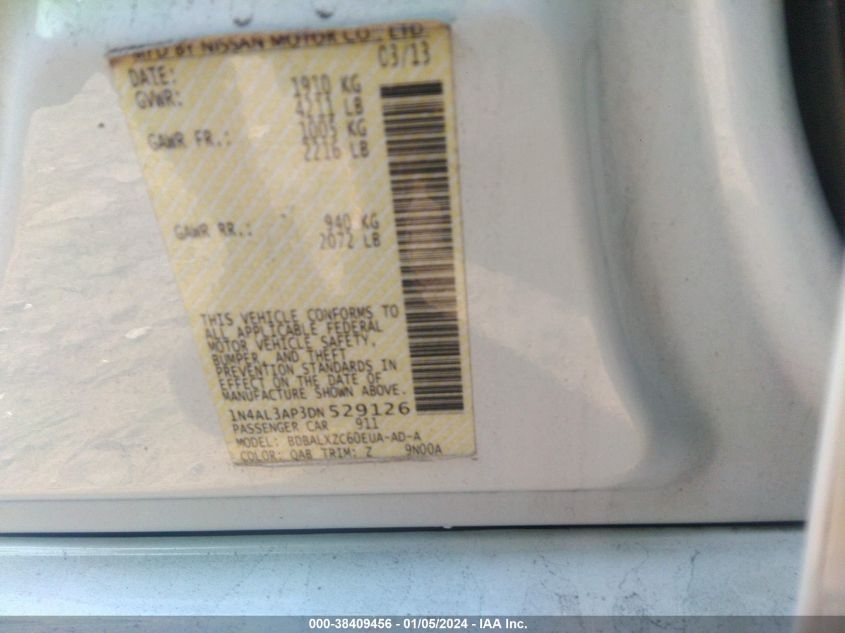 MFD BY NISSAN MOTOR CO., LTD.
DATE: 03/13
GVWR: 1910 KG
4211 LB
GAWR FR.: 1005 KG
2216 LB
GAWR RR.: 940 KG
2072 LB
THIS VEHICLE CONFORMS TO
ALL APPLICABLE FEDERAL
MOTOR VEHICLE SAFETY,
BUMPER, AND THEFT
PREVENTION STANDARDS IN
EFFECT ON THE DATE OF
MANUFACTURE SHOWN ABOVE.
1N4AL3AP3DN529126
PASSENGER CAR 911
MODEL: BDBALXZC60EUA-AD-A
COLOR: QAB TRIM: Z 9N00A
000-38409456 - 01/05/2024 - IAA Inc.